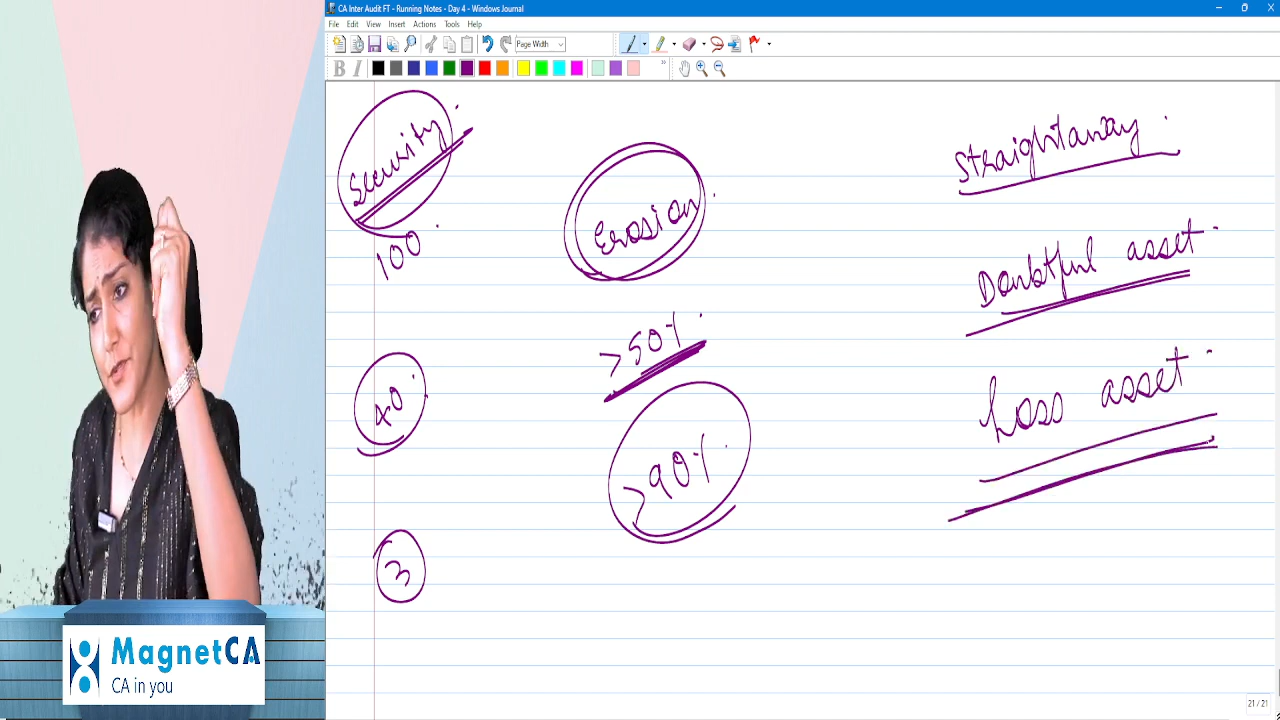 CA Inter Audit FT - Running Notes - Day 4 - Windows Journal
File Edit View Insert Actions Tools Help
Page Width
B I
Security.
100.
40.
3
Erosion.
>50%.
>90%.
Straightaway.
Doubtful asset.
Loss asset.
MagnetCA
CA in you
21 / 21